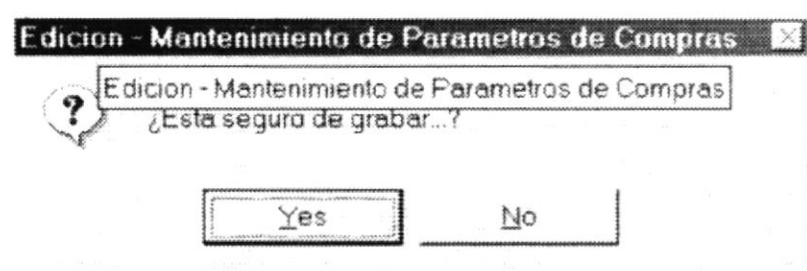 Edicion - Mantenimiento de Parametros de Compras
Edicion - Mantenimiento de Parametros de Compras
¿Esta seguro de grabar...?
Yes
No